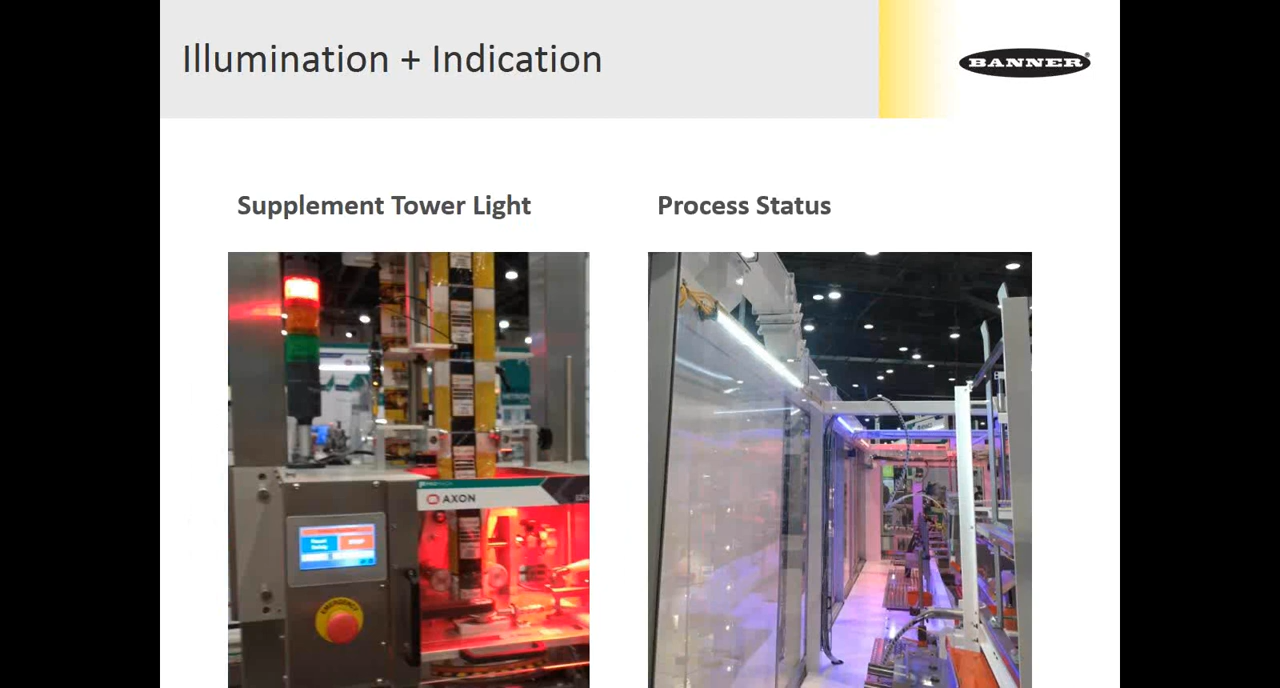 Illumination + Indication
BANNER
Supplement Tower Light
Process Status
AXON
EMERGENCY